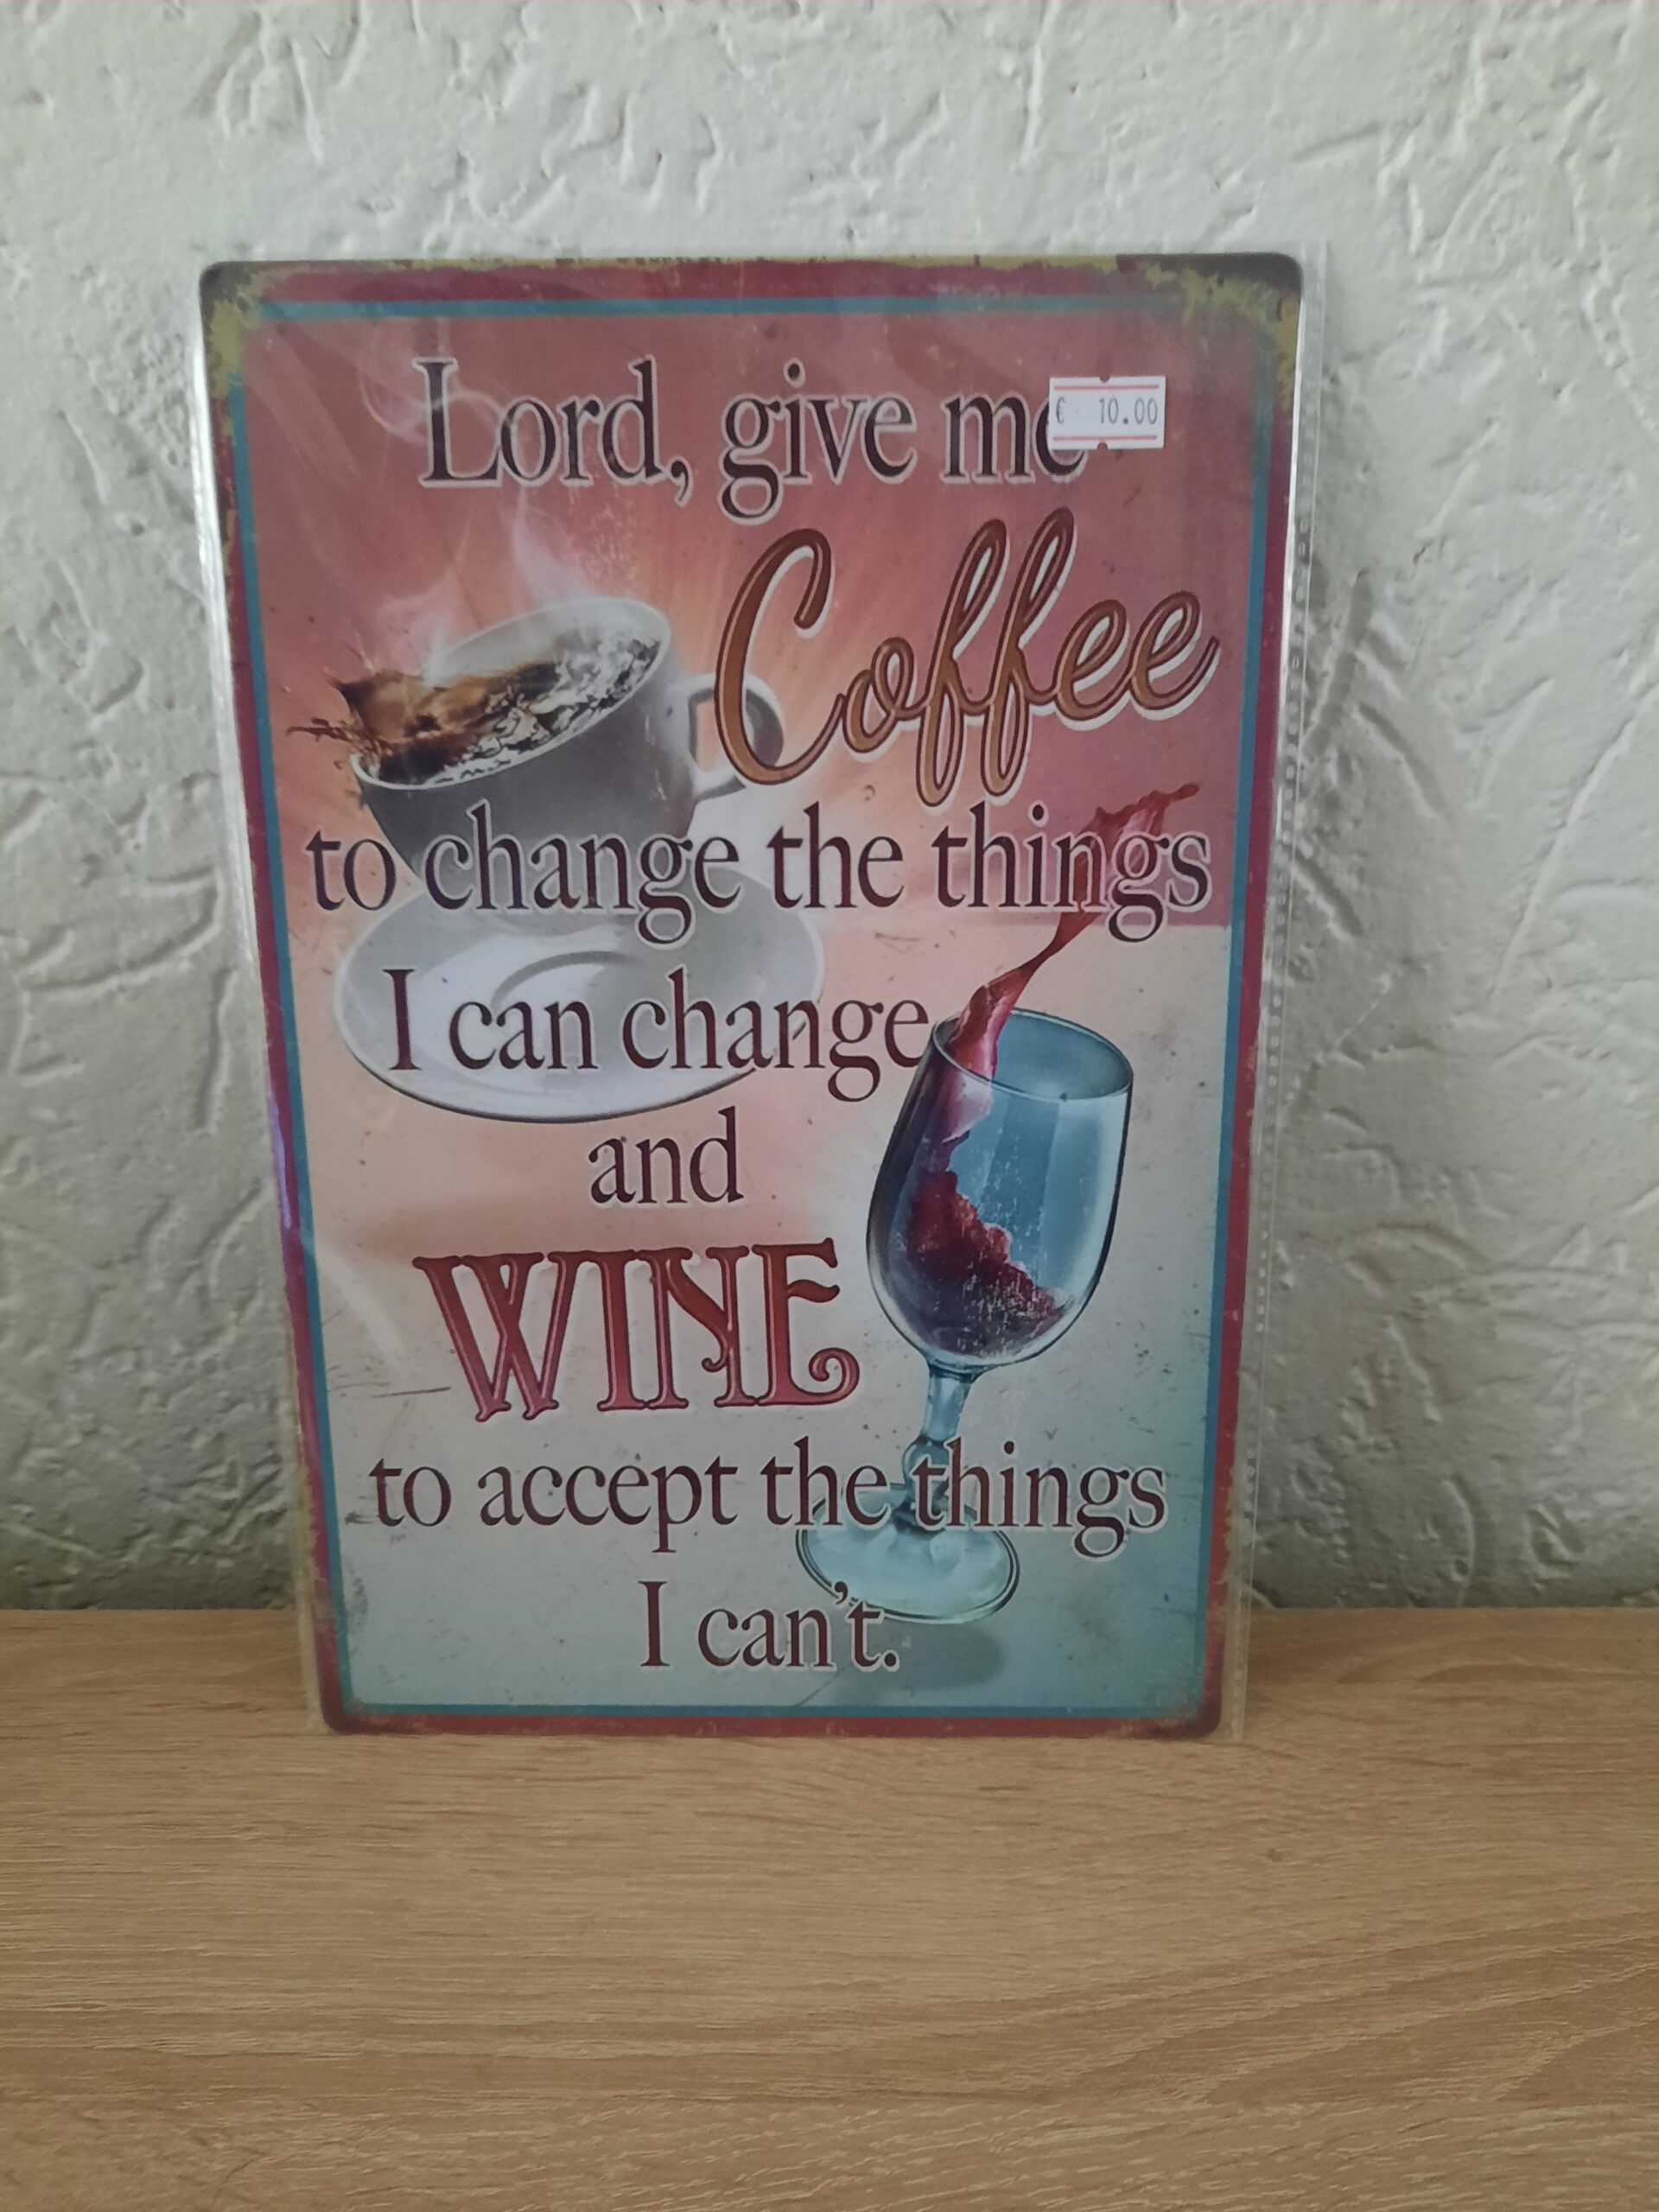 Lord, give me
€ 10.00
Coffee
to change the things
I can change
and
WINE
to accept the things
I can't.